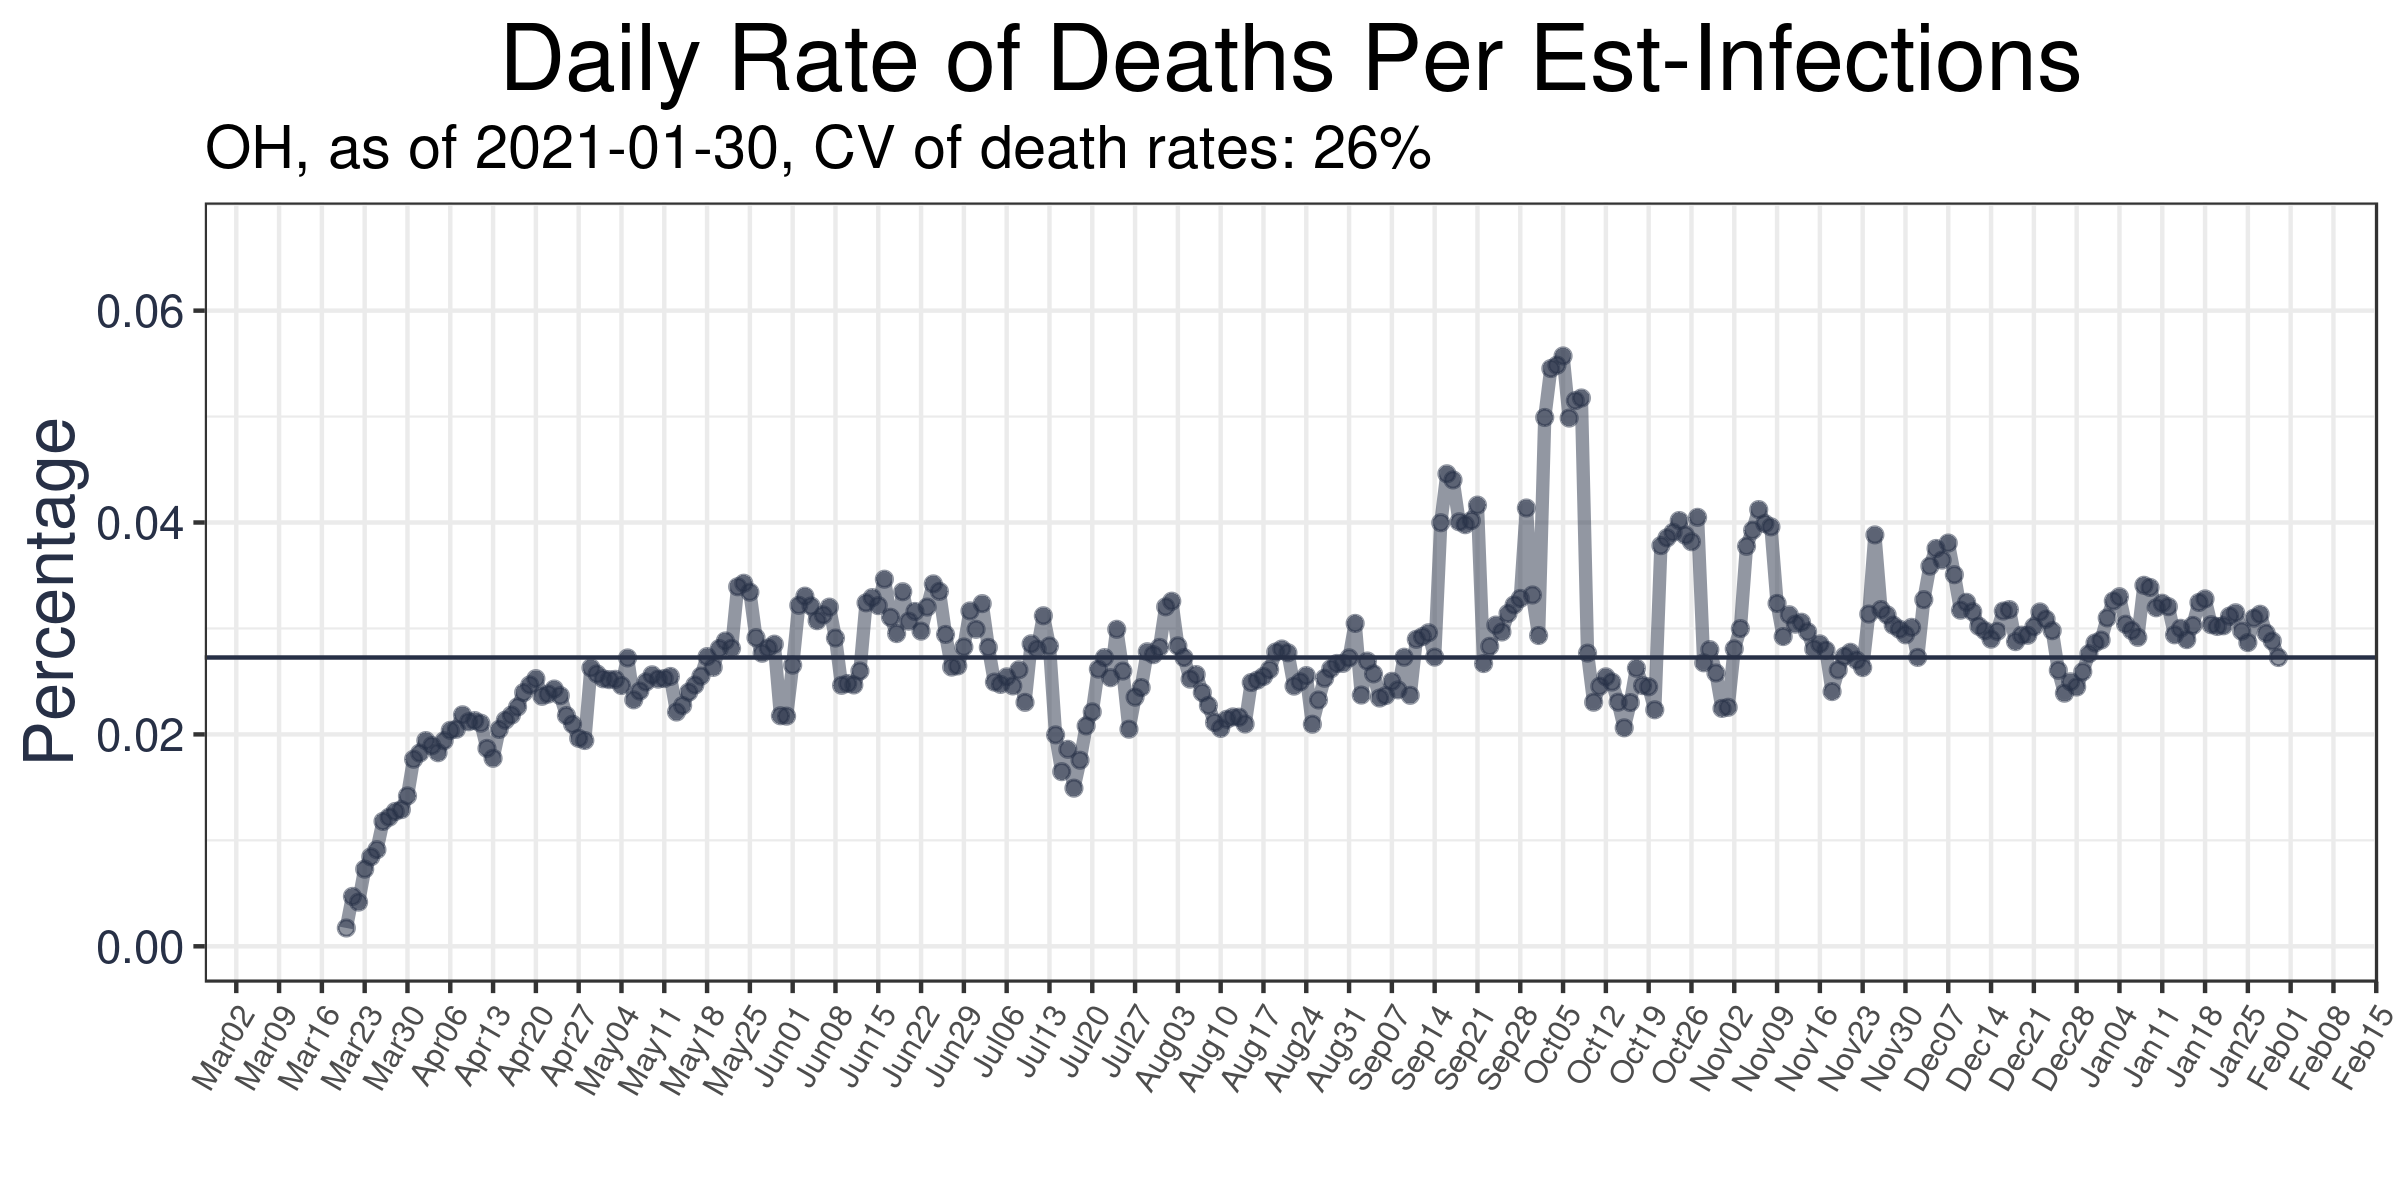 Daily Rate of Deaths Per Est-Infections
OH, as of 2021-01-30, CV of death rates: 26%
Percentage
0.06
0.04
0.02
0.00
Mar02
Mar09
Mar16
Mar23
Mar30
Apr06
Apr13
Apr20
Apr27
May04
May11
May18
May25
Jun01
Jun08
Jun15
Jun22
Jun29
Jul06
Jul13
Jul20
Jul27
Aug03
Aug10
Aug17
Aug24
Aug31
Sep07
Sep14
Sep21
Sep28
Oct05
Oct12
Oct19
Oct26
Nov02
Nov09
Nov16
Nov23
Nov30
Dec07
Dec14
Dec21
Dec28
Jan04
Jan11
Jan18
Jan25
Feb01
Feb08
Feb15